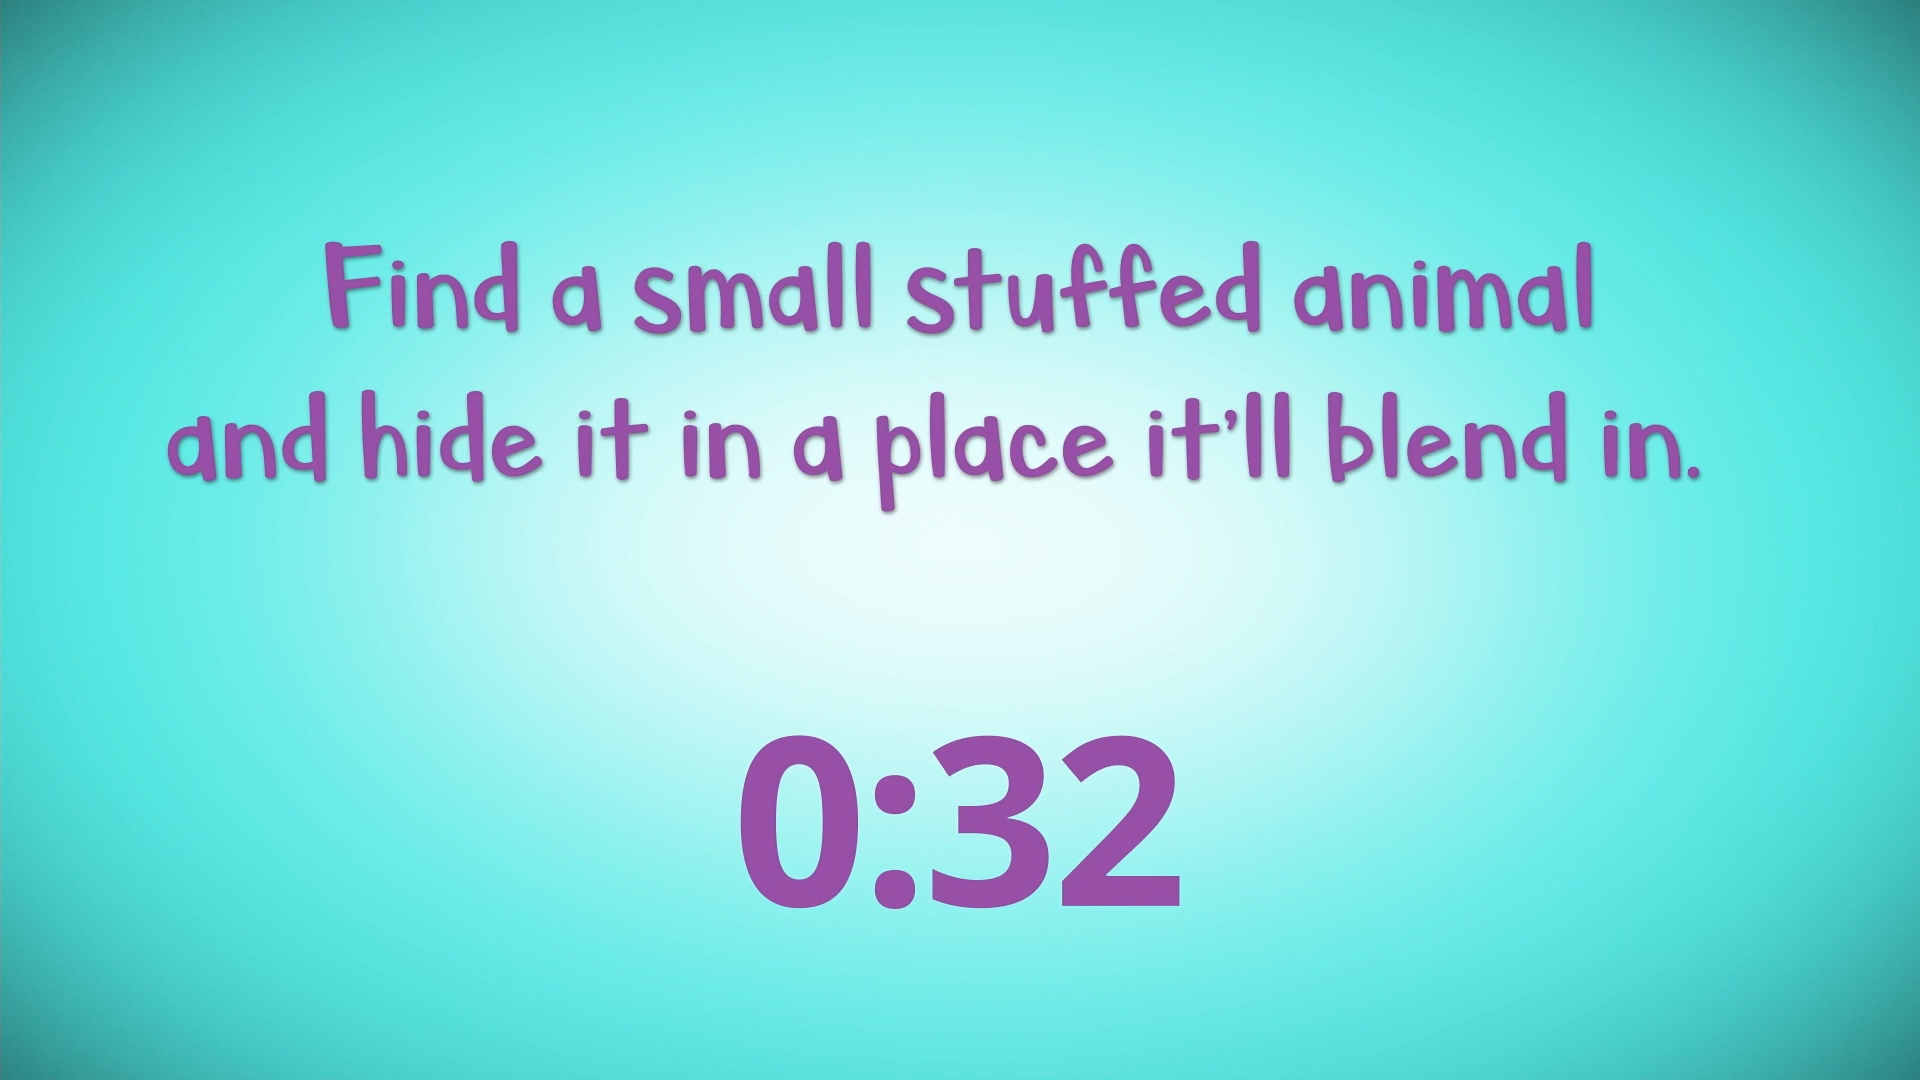 Find a small stuffed animal
and hide it in a place it’ll blend in.
0:32